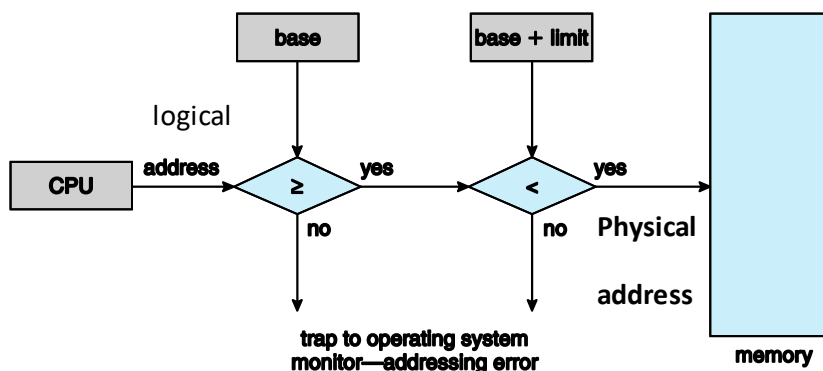 base
base + limit
logical
address
yes
yes
CPU
≥
<
no
no
Physical
address
trap to operating system
monitor—addressing error
memory